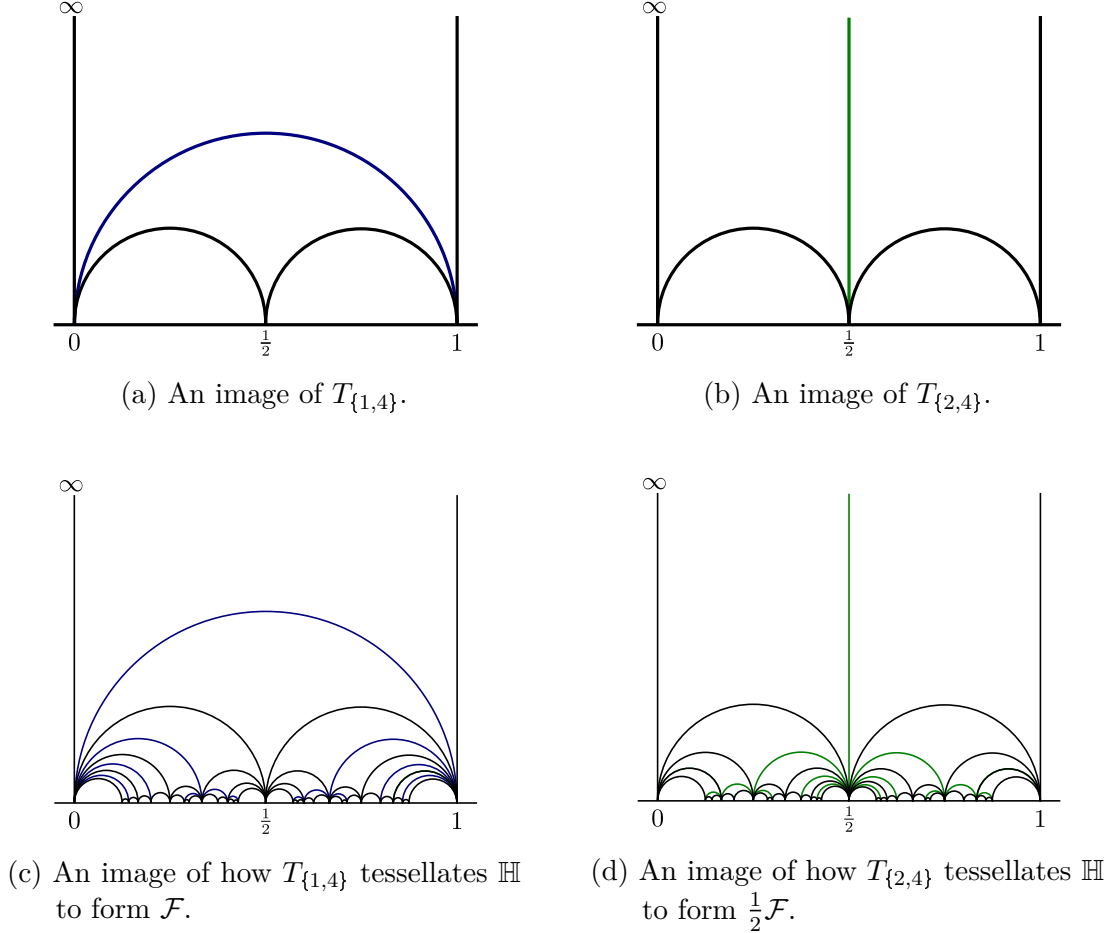 ∞ ∞
0 1/2 1 0 1/2 1
(a) An image of T_{1,4}. (b) An image of T_{2,4}.
∞ ∞
0 1/2 1 0 1/2 1
(c) An image of how T_{1,4} tessellates ℍ
to form ℱ.
(d) An image of how T_{2,4} tessellates ℍ
to form 1/2ℱ.